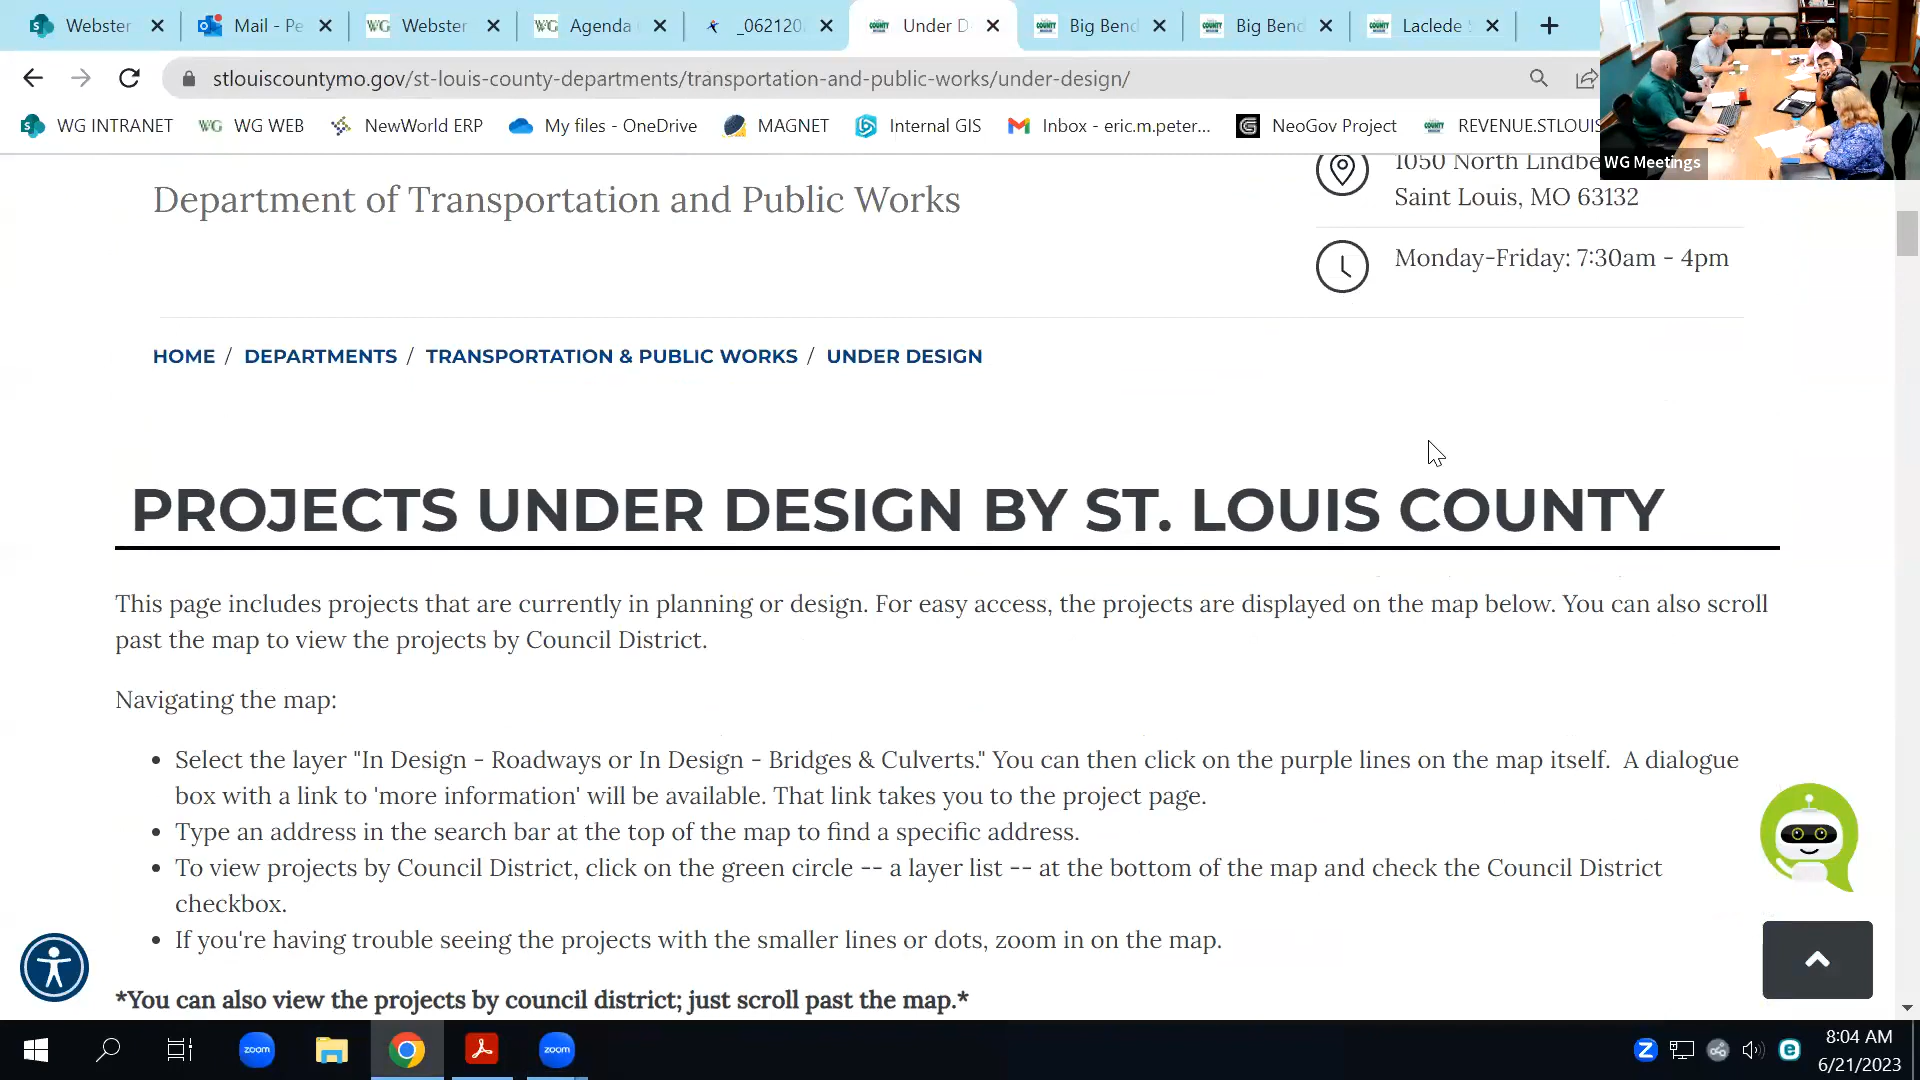 Webster
Mail - Pe
Webster
Agenda
_062120
Under D
Big Bend
Big Bend
Laclede
stlouiscountymo.gov/st-louis-county-departments/transportation-and-public-works/under-design/
WG INTRANET
WG WEB
NewWorld ERP
My files - OneDrive
MAGNET
Internal GIS
Inbox - eric.m.peter...
NeoGov Project
REVENUE.STLOUIS
WG Meetings
Department of Transportation and Public Works
1050 North Lindbe
Saint Louis, MO 63132
Monday-Friday: 7:30am - 4pm
HOME / DEPARTMENTS / TRANSPORTATION & PUBLIC WORKS / UNDER DESIGN
PROJECTS UNDER DESIGN BY ST. LOUIS COUNTY
This page includes projects that are currently in planning or design. For easy access, the projects are displayed on the map below. You can also scroll
past the map to view the projects by Council District.
Navigating the map:
• Select the layer "In Design - Roadways or In Design - Bridges & Culverts." You can then click on the purple lines on the map itself.  A dialogue
box with a link to 'more information' will be available. That link takes you to the project page.
• Type an address in the search bar at the top of the map to find a specific address.
• To view projects by Council District, click on the green circle -- a layer list -- at the bottom of the map and check the Council District
checkbox.
• If you're having trouble seeing the projects with the smaller lines or dots, zoom in on the map.
*You can also view the projects by council district; just scroll past the map.*
zoom
zoom
8:04 AM
6/21/2023